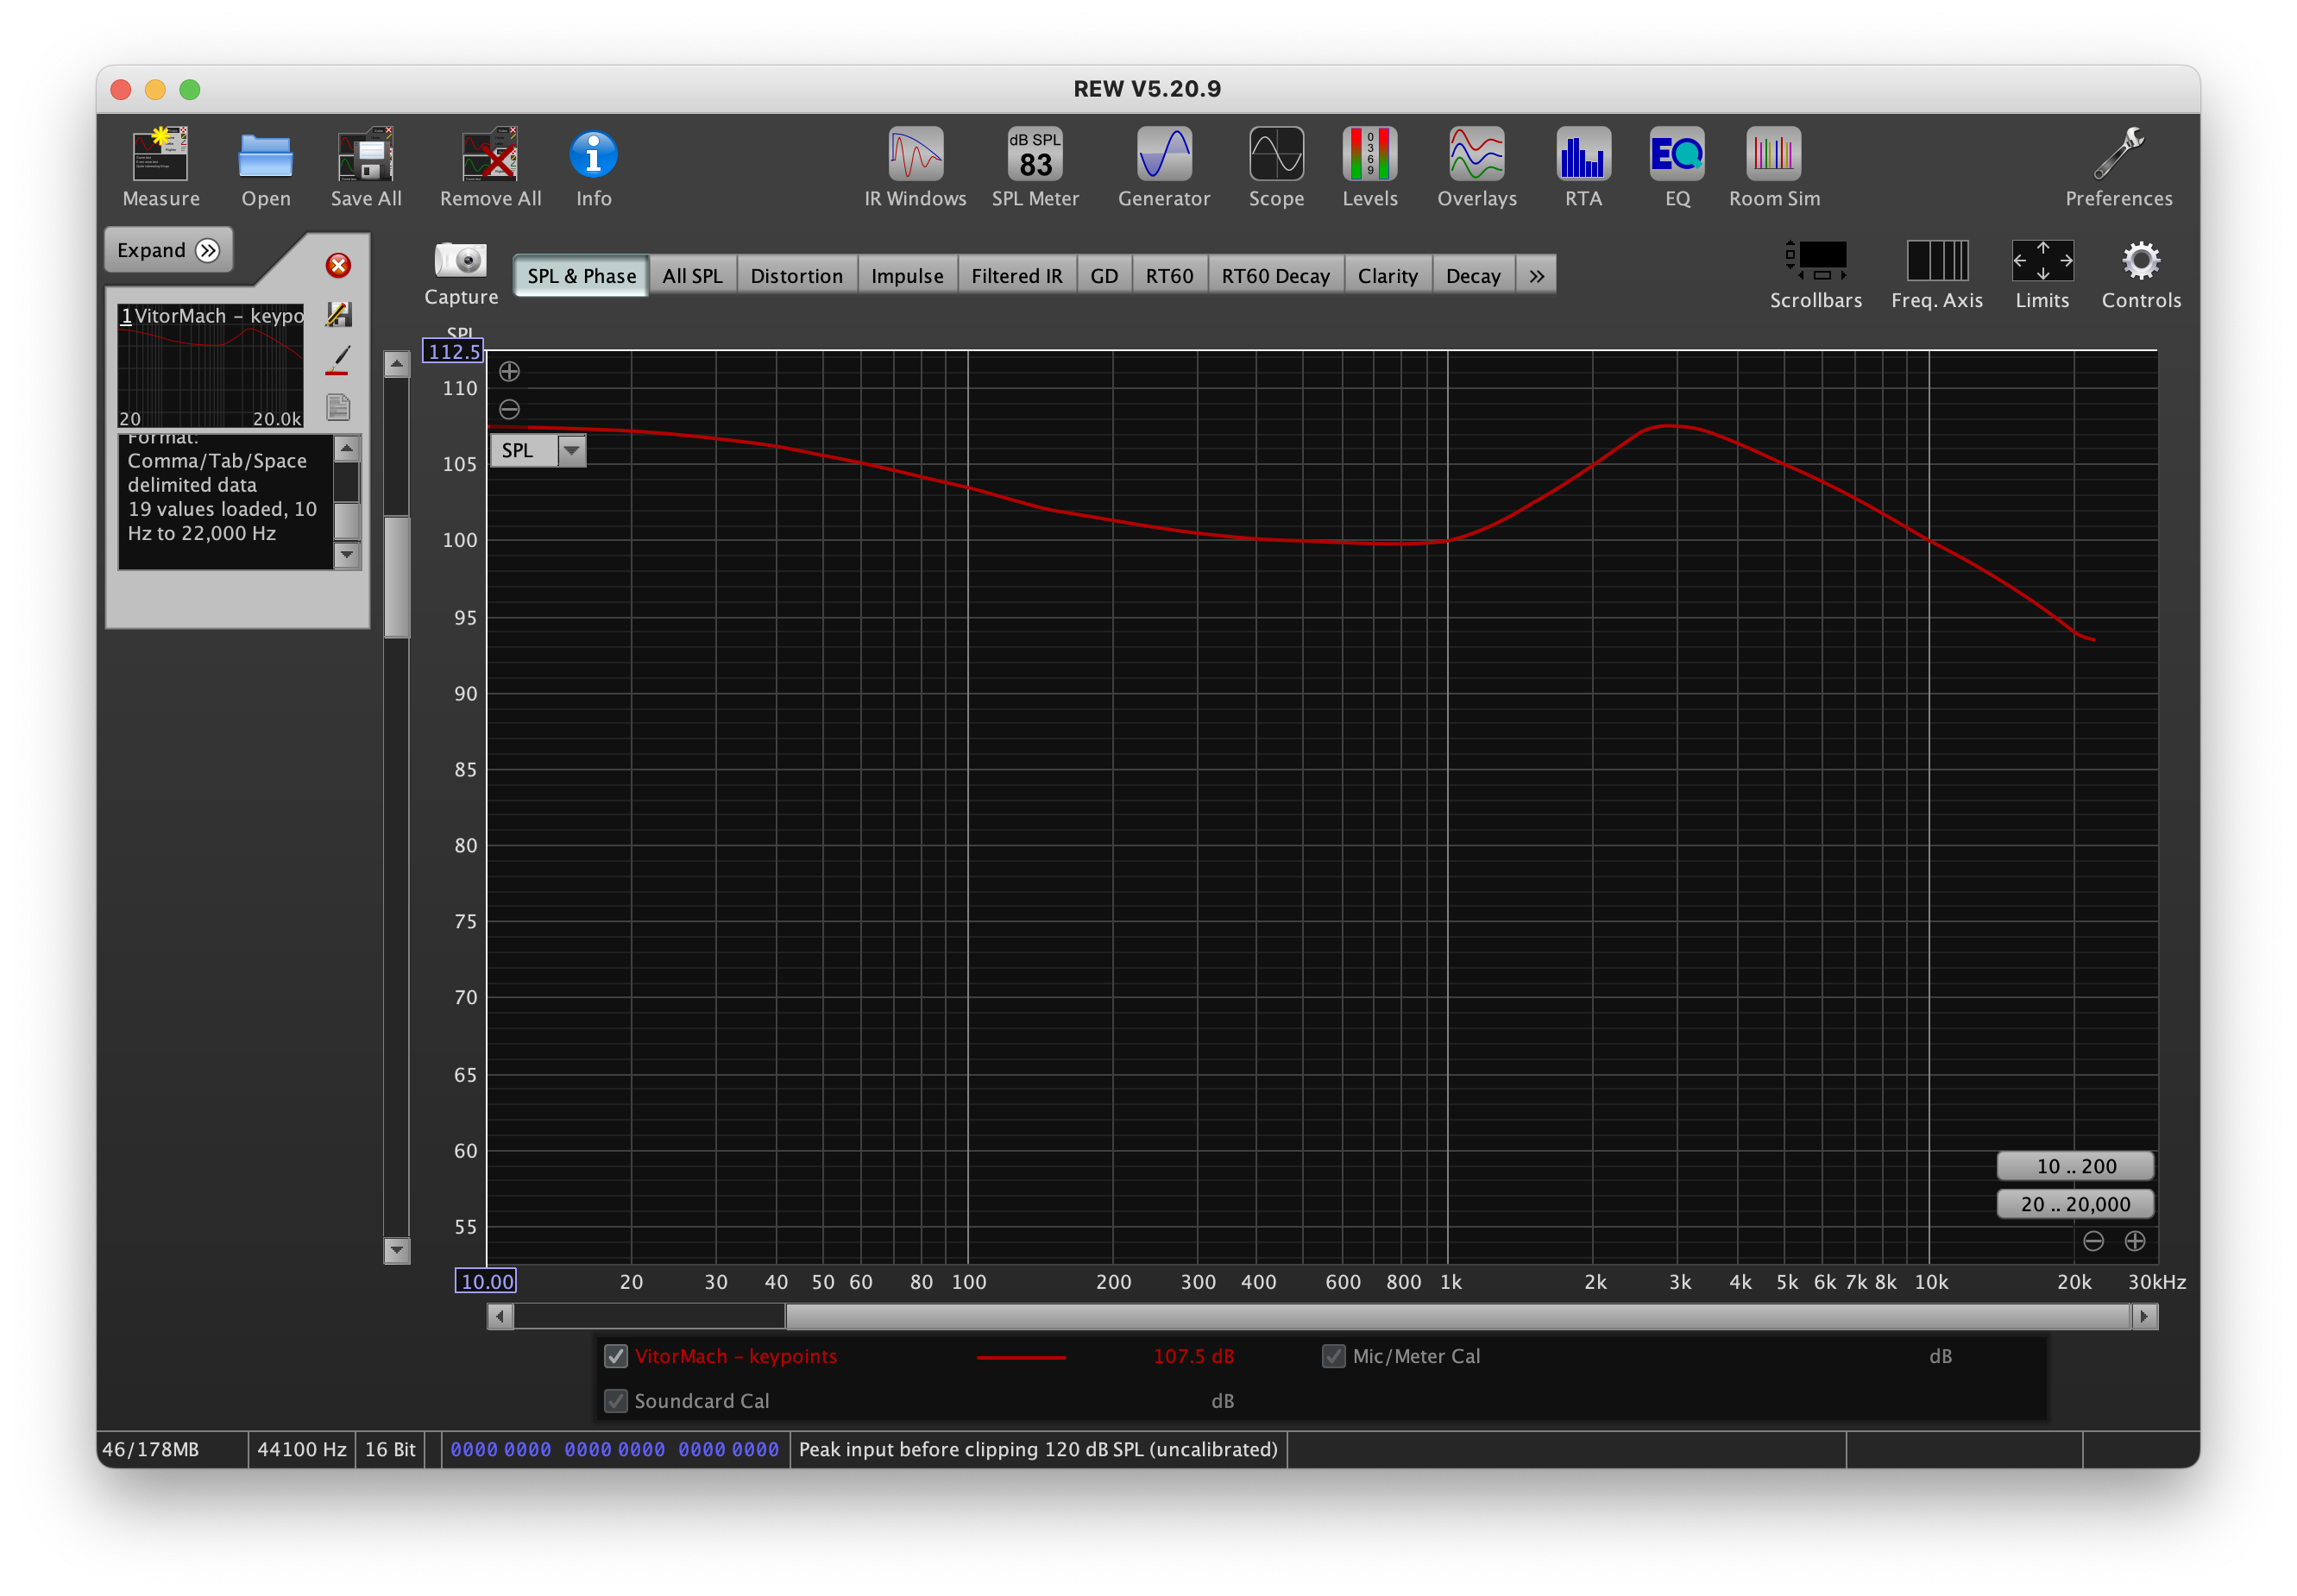 REW V5.20.9
Measure
Open
Save All
Remove All
Info
IR Windows
dB SPL
83
SPL Meter
Generator
Scope
0
3
6
9
Levels
Overlays
RTA
EQ
EQ
Room Sim
Preferences
Expand
Capture
SPL & Phase
All SPL
Distortion
Impulse
Filtered IR
GD
RT60
RT60 Decay
Clarity
Decay
Scrollbars
Freq. Axis
Limits
Controls
1 VitorMach - keypo
20 20.0k
Format:
Comma/Tab/Space
delimited data
19 values loaded, 10
Hz to 22,000 Hz
SPL
112.5
110
105
100
95
90
85
80
75
70
65
60
55
SPL
10 .. 200
20 .. 20,000
10.00 20 30 40 50 60 80 100 200 300 400 600 800 1k 2k 3k 4k 5k 6k 7k 8k 10k 20k 30kHz
VitorMach - keypoints 107.5 dB Mic/Meter Cal dB
Soundcard Cal dB
46/178MB 44100 Hz 16 Bit 0000 0000 0000 0000 0000 0000 Peak input before clipping 120 dB SPL (uncalibrated)